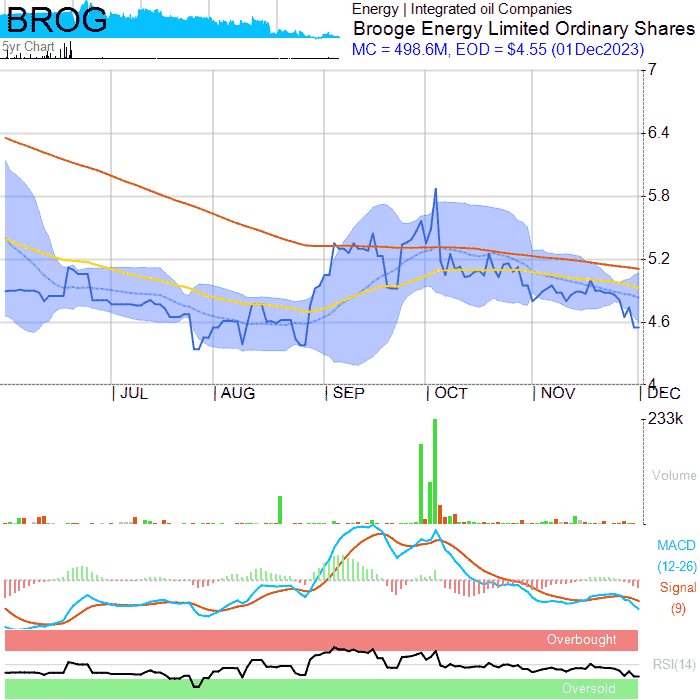 BROG
5yr Chart
Energy | Integrated oil Companies
Brooge Energy Limited Ordinary Shares
MC = 498.6M, EOD = $4.55 (01Dec2023)
7
6.4
5.8
5.2
4.6
4
JUL AUG SEP OCT NOV DEC
233k
Volume
MACD
(12-26)
Signal
(9)
Overbought
RSI(14)
Oversold